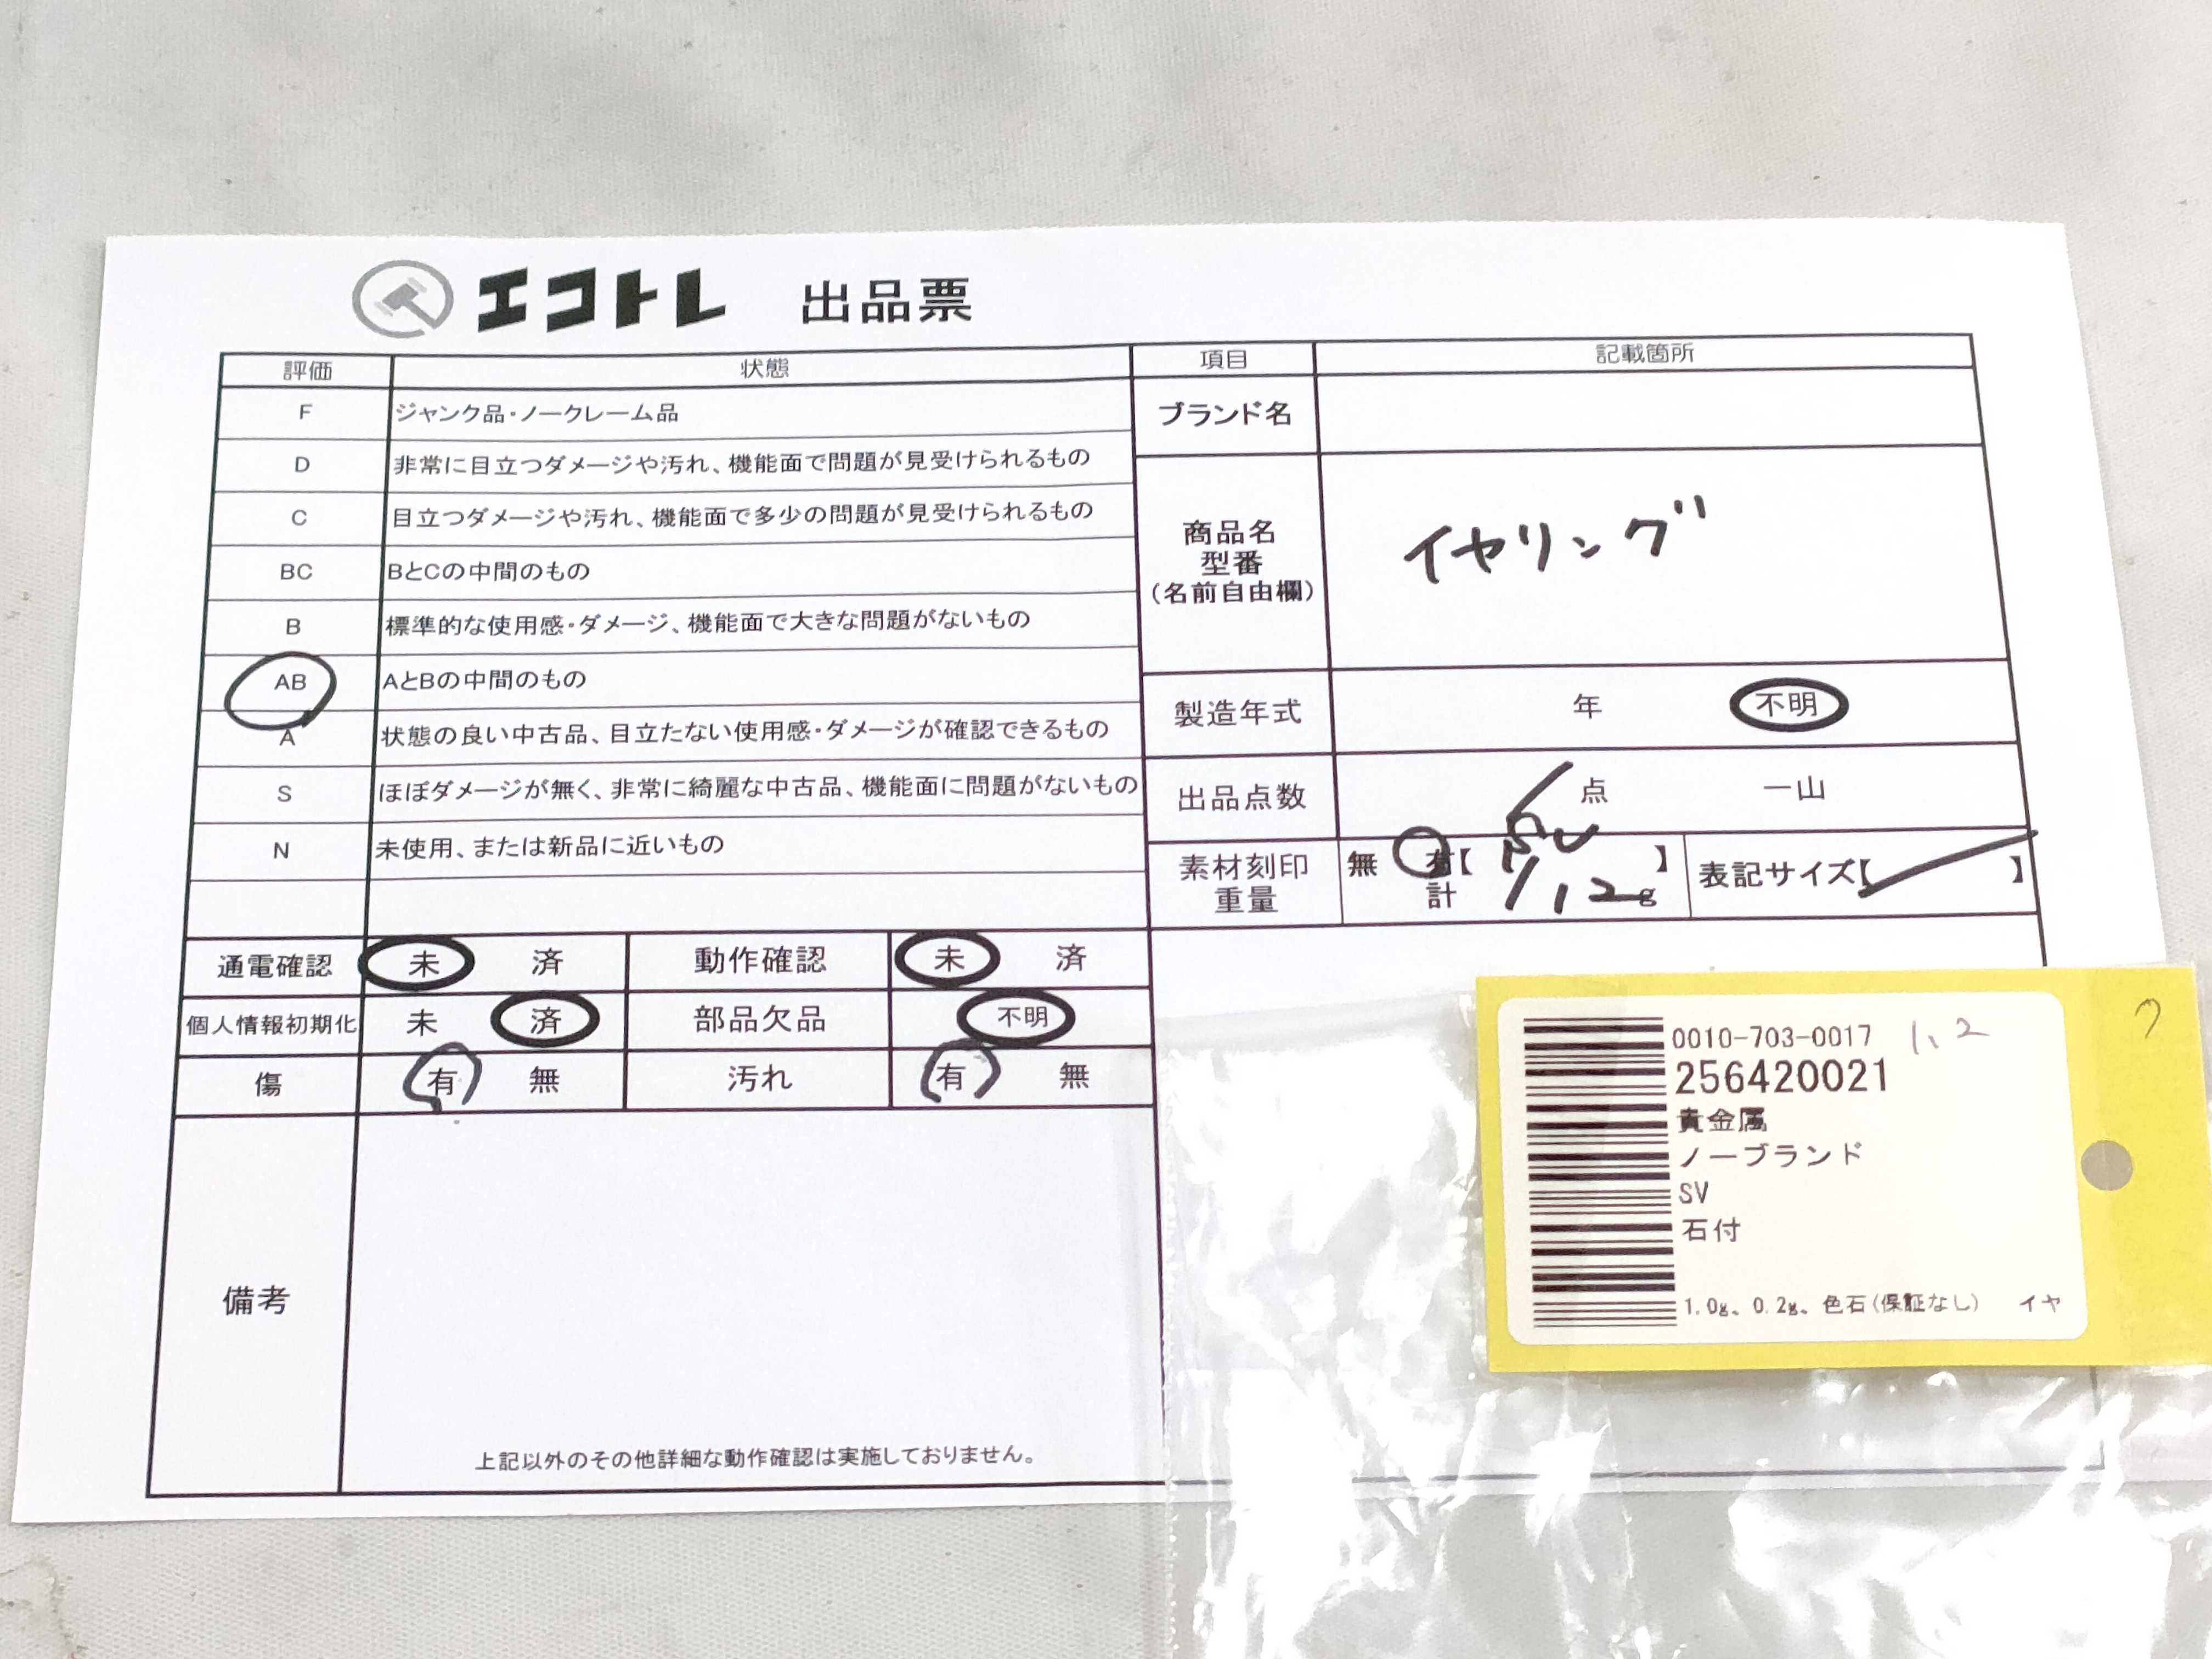 エコトレ 出品票
評価 状態 項目 記載箇所
F ジャンク品・ノークレーム品
D 非常に目立つダメージや汚れ、機能面で問題が見受けられるもの
C 目立つダメージや汚れ、機能面で多少の問題が見受けられるもの
BC BとCの中間のもの
B 標準的な使用感・ダメージ、機能面で大きな問題がないもの
AB AとBの中間のもの
A 状態の良い中古品、目立たない使用感・ダメージが確認できるもの
S ほぼダメージが無く、非常に綺麗な中古品、機能面に問題がないもの
N 未使用、または新品に近いもの
ブランド名
商品名
型番
(名前自由欄)
イヤリング
製造年式 年 不明
出品点数 点 一山
素材刻印 無 有【 】 表記サイズ【 】
重量 計 g
通電確認 未 済 動作確認 未 済
個人情報初期化 未 済 部品欠品 不明
傷 有 無 汚れ 有 無
備考
上記以外のその他詳細な動作確認は実施しておりません。
0010-703-0017
256420021
貴金属
ノーブランド
SV
石付
1.0g、0.2g、色石(保証なし) イヤ